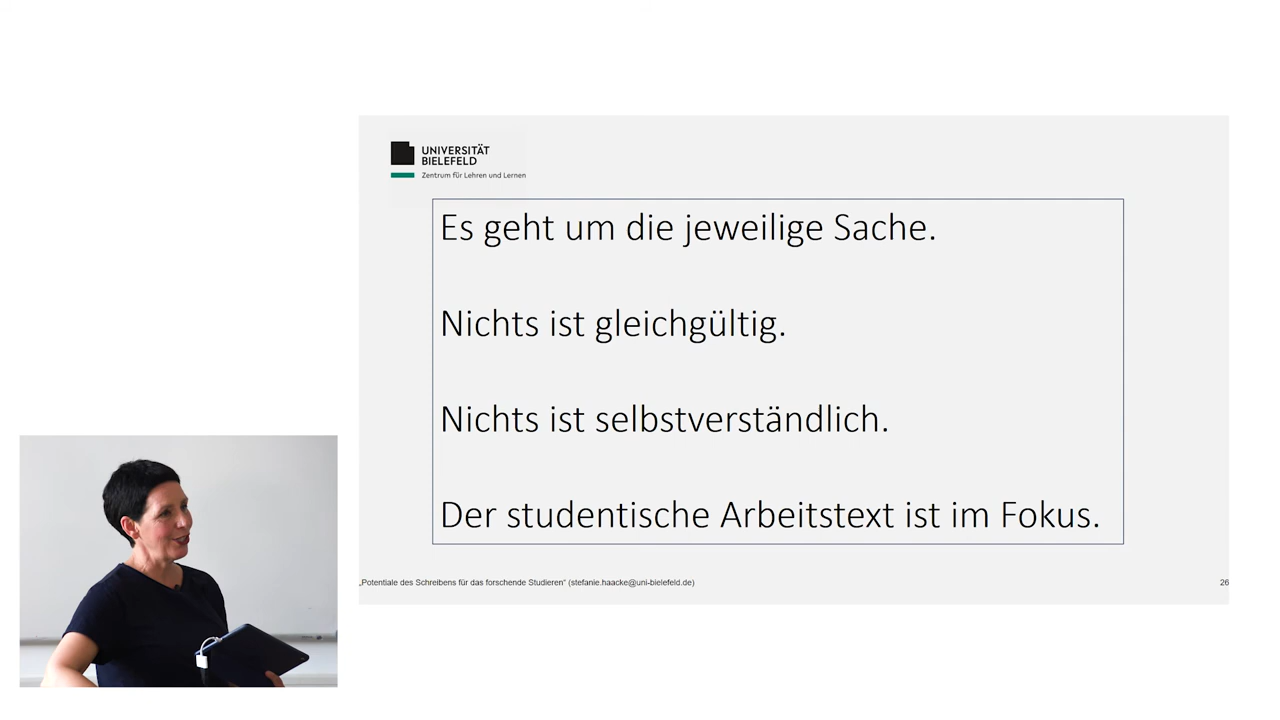 UNIVERSITÄT
BIELEFELD
Zentrum für Lehren und Lernen
Es geht um die jeweilige Sache.
Nichts ist gleichgültig.
Nichts ist selbstverständlich.
Der studentische Arbeitstext ist im Fokus.
„Potentiale des Schreibens für das forschende Studieren“ (stefanie.haacke@uni-bielefeld.de)
26